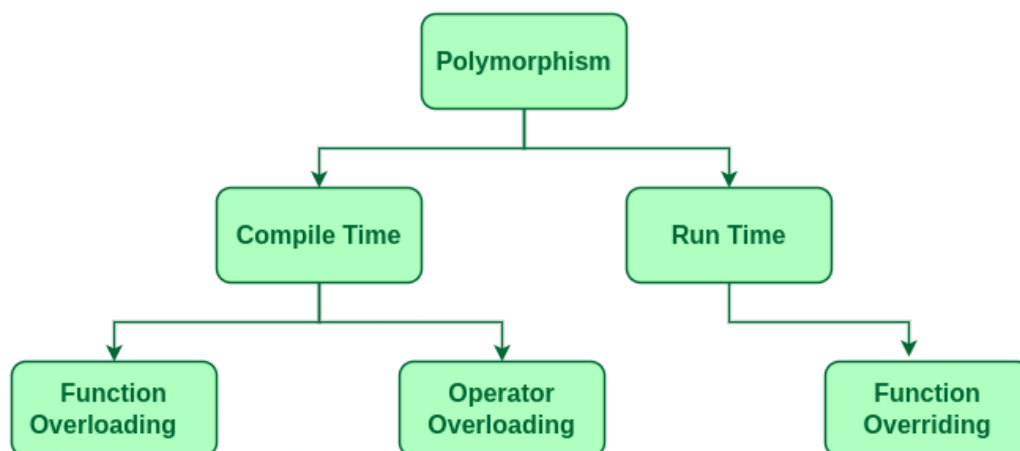 Polymorphism
Compile Time
Run Time
Function
Overloading
Operator
Overloading
Function
Overriding